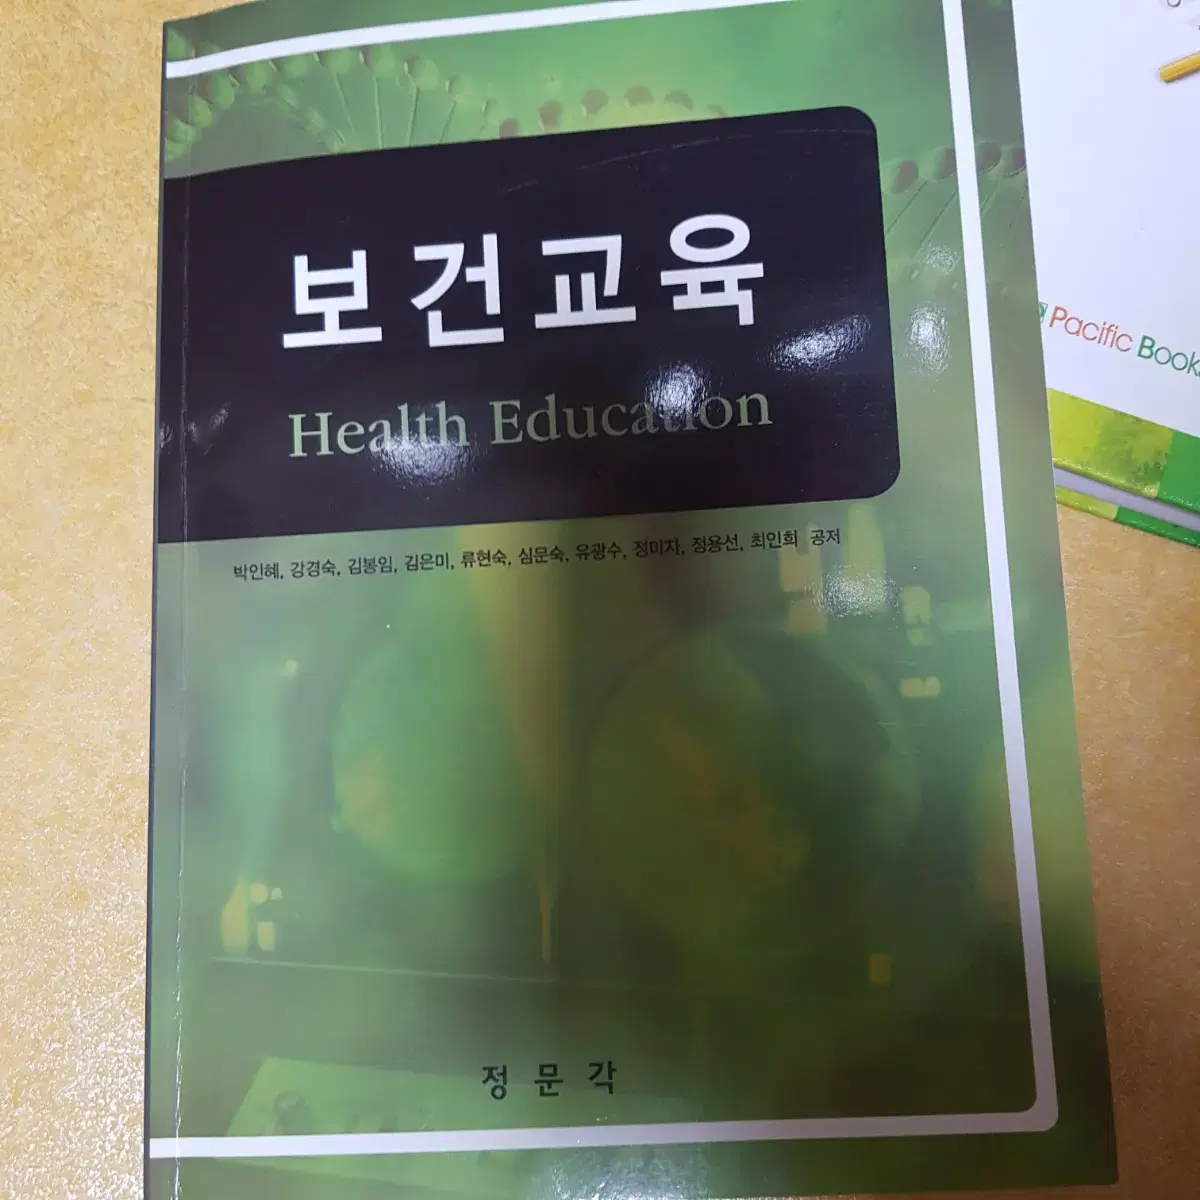 보건교육
Health Education
박인혜, 강경숙, 김봉임, 김은미, 류현숙, 심문숙, 유광수, 정미자, 정용선, 최인희 공저
정문각
Pacific Book